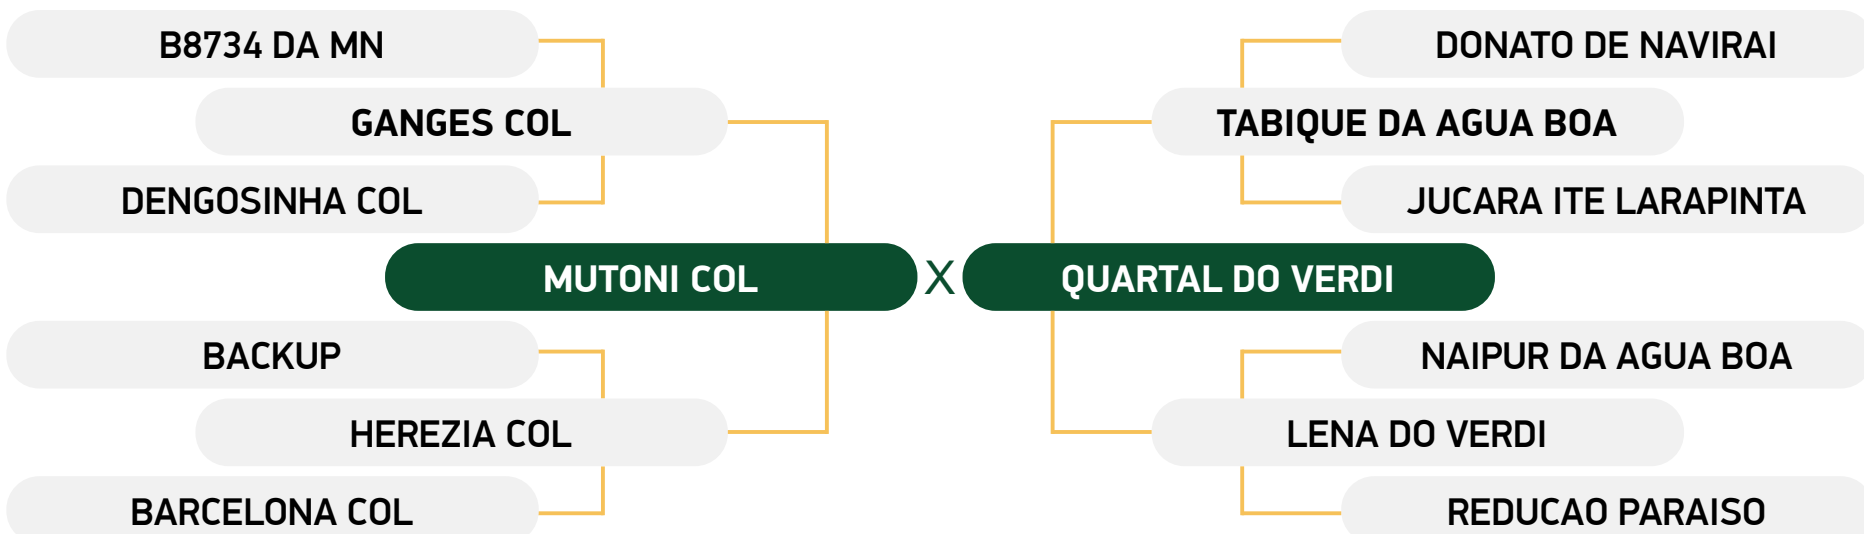 B8734 DA MN
GANGES COL
DENGOSINHA COL
MUTONI COL
BACKUP
HEREZIA COL
BARCELONA COL
X
DONATO DE NAVIRAI
TABIQUE DA AGUA BOA
JUCARA ITE LARAPINTA
QUARTAL DO VERDI
NAIPUR DA AGUA BOA
LENA DO VERDI
REDUCAO PARAISO